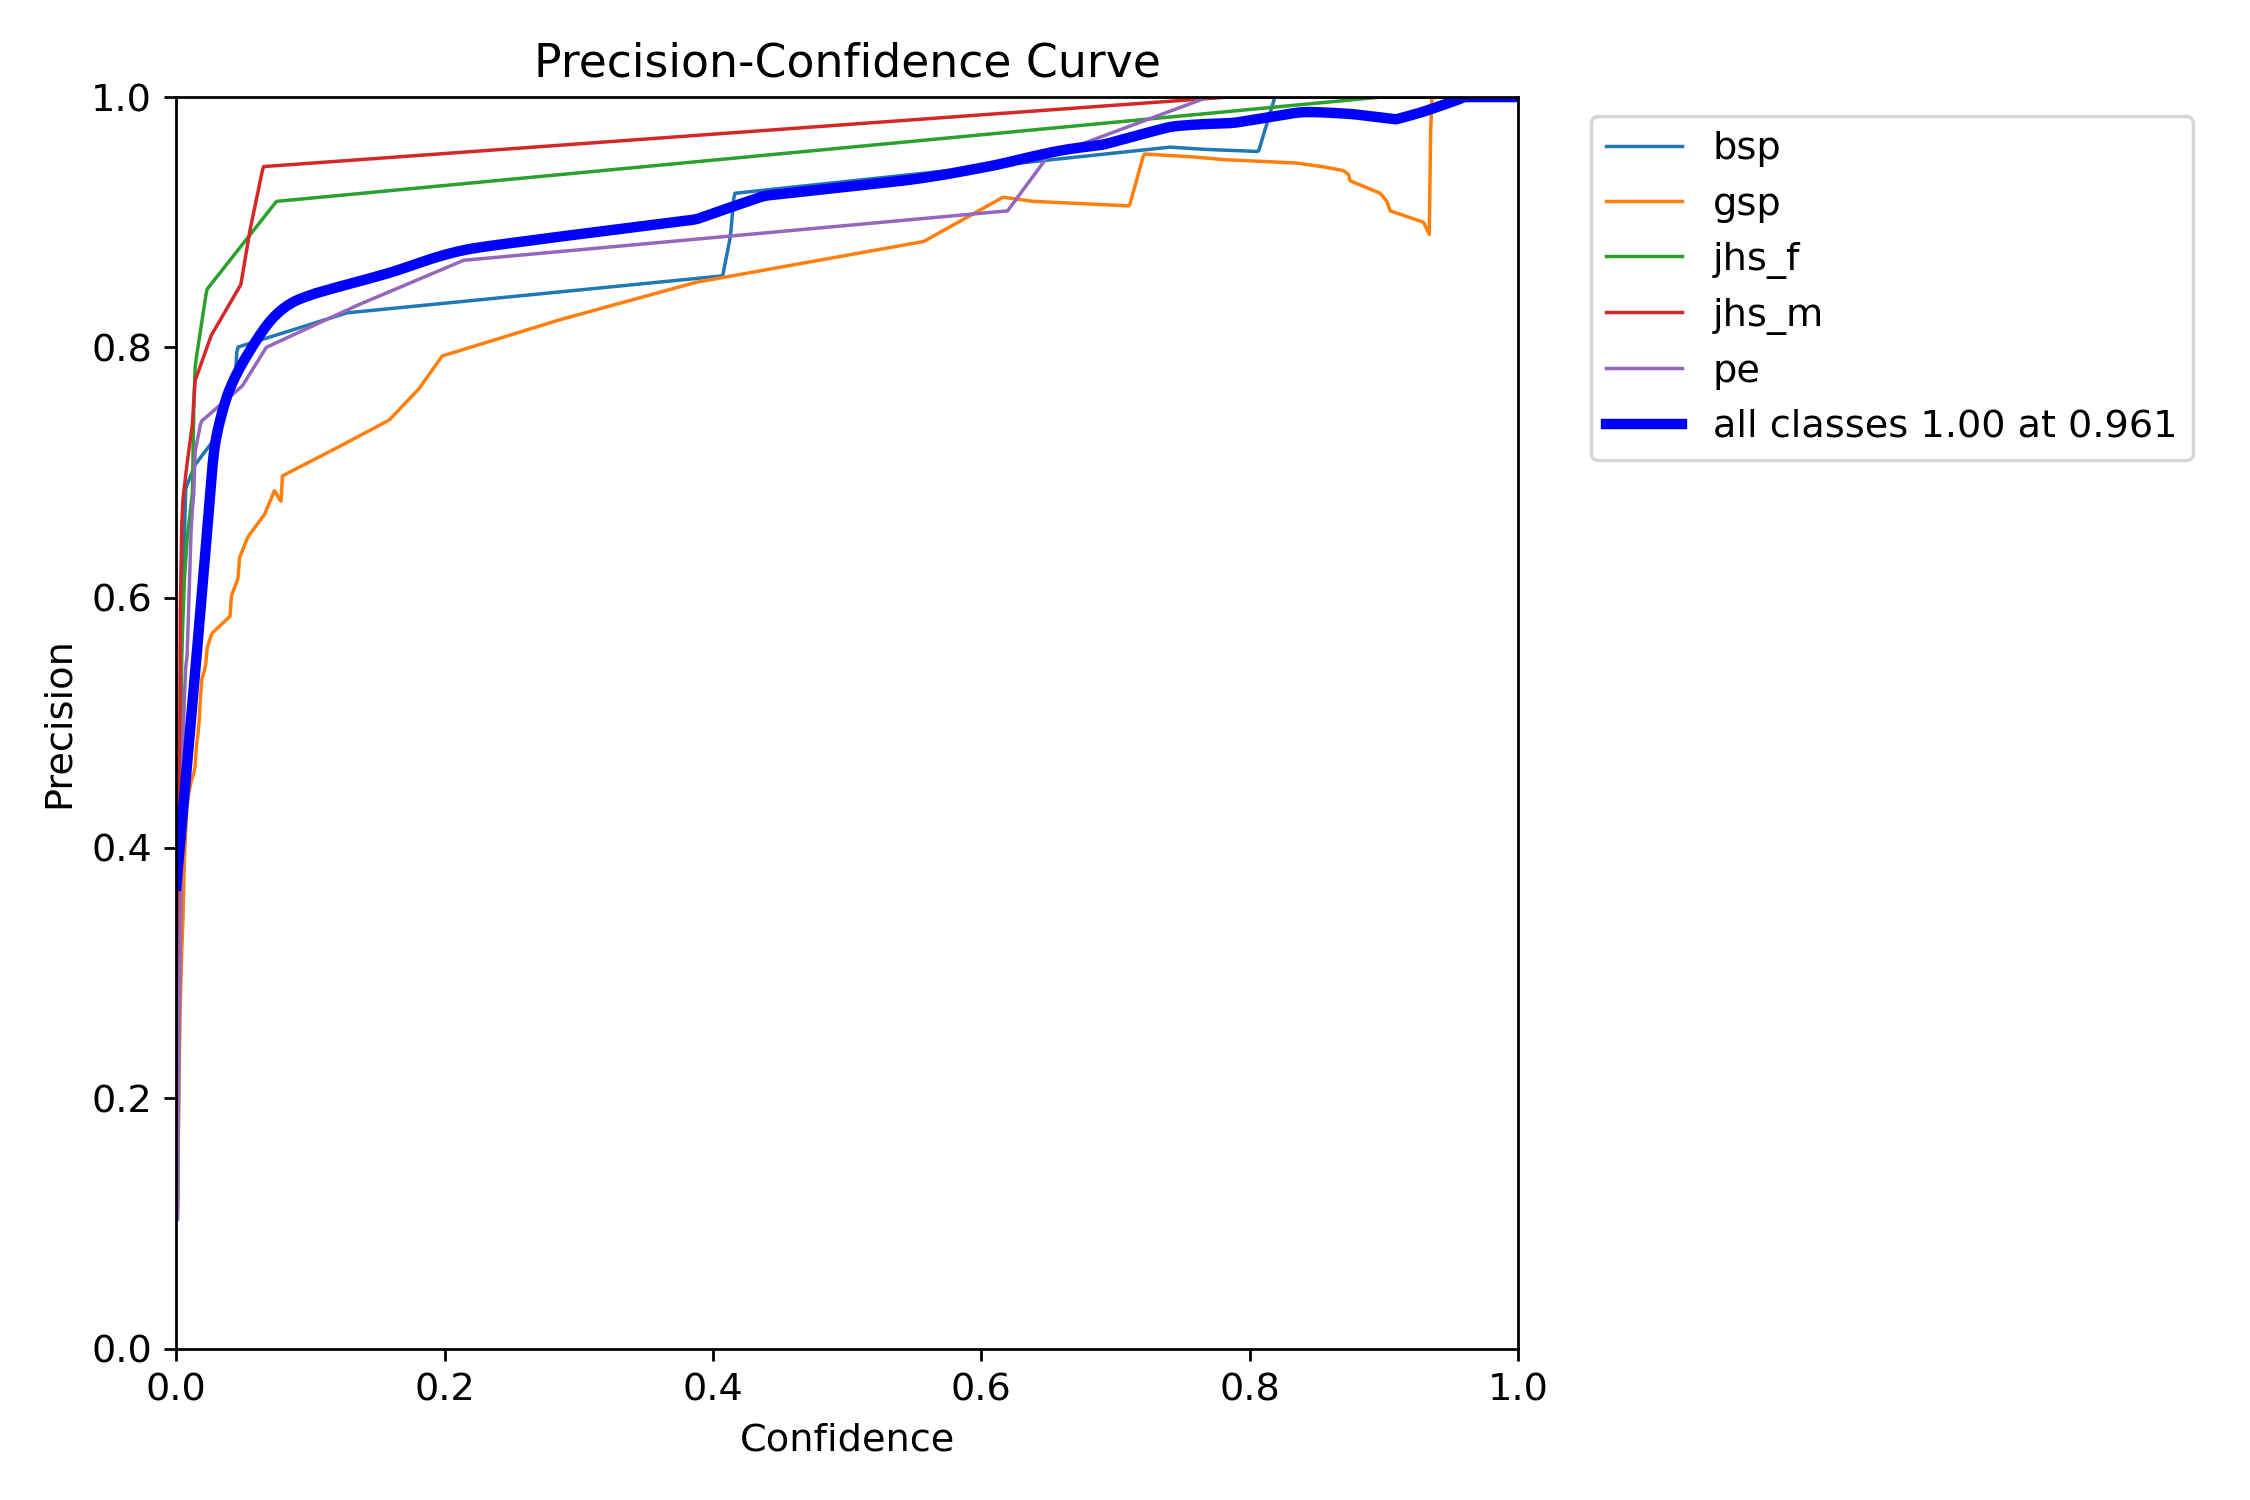 Precision-Confidence Curve
1.0
0.8
0.6
0.4
0.2
0.0
Precision
0.0 0.2 0.4 0.6 0.8 1.0
Confidence
bsp
gsp
jhs_f
jhs_m
pe
all classes 1.00 at 0.961